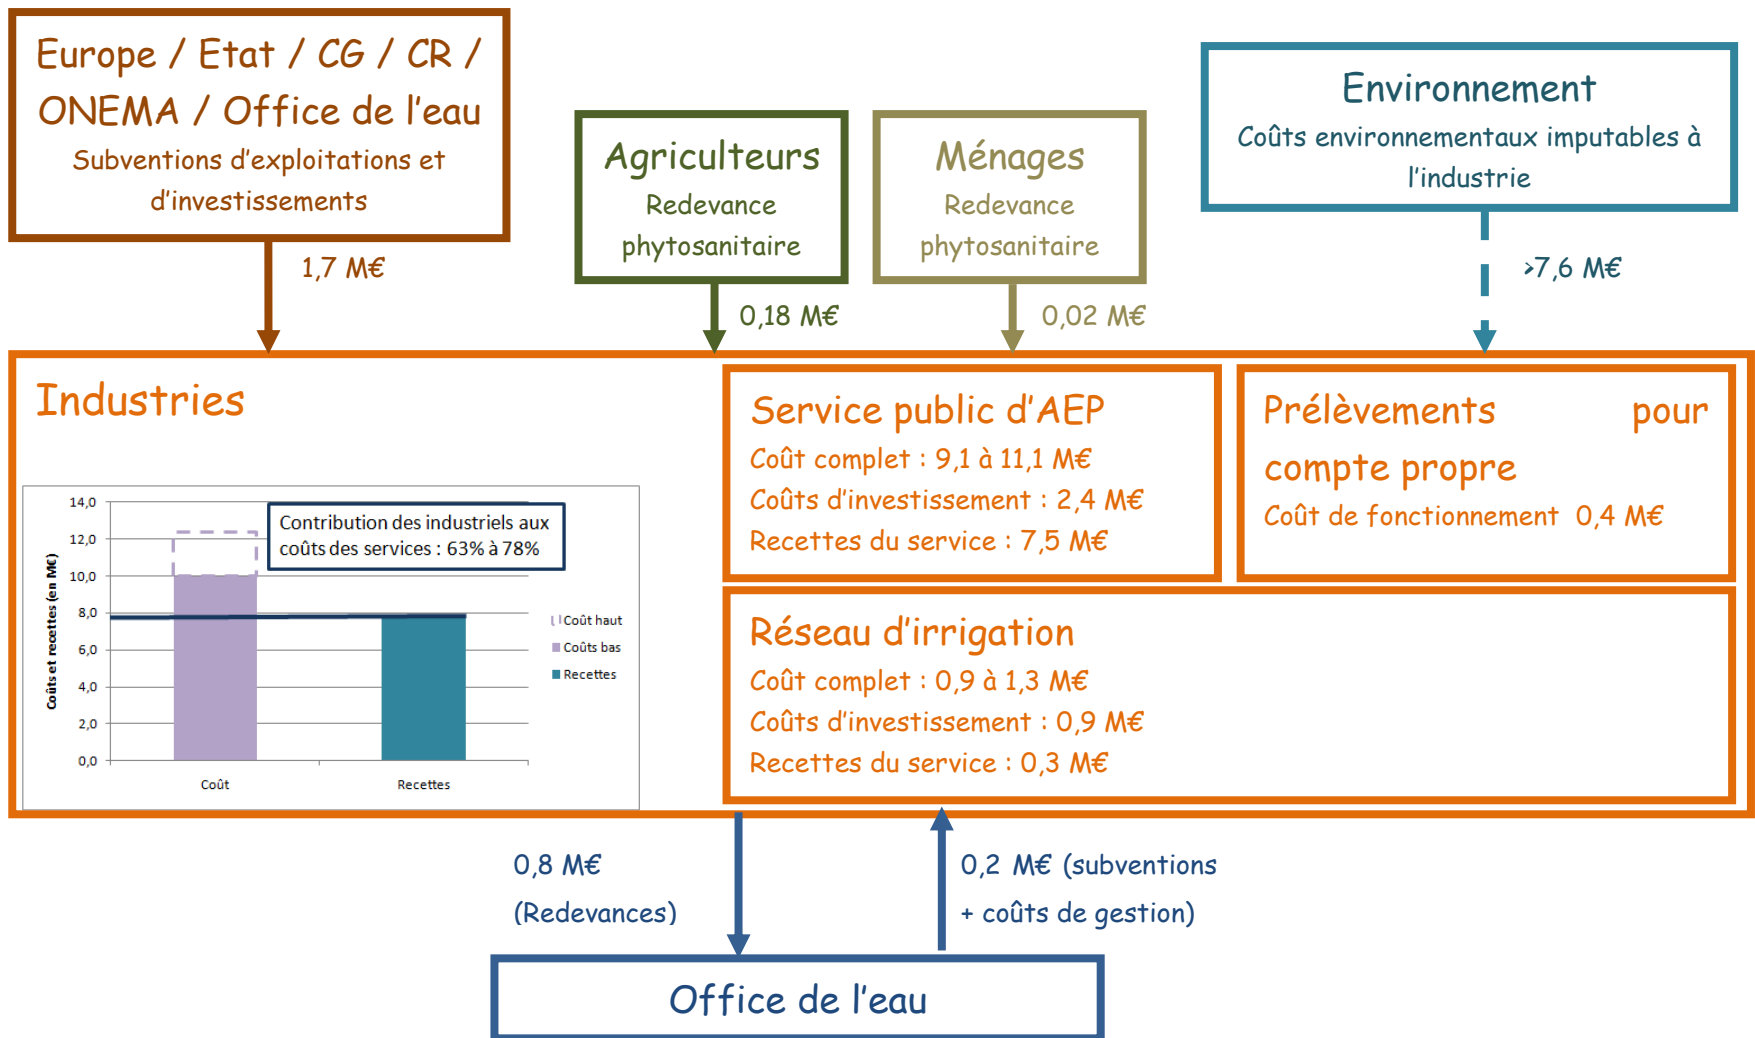 Europe / Etat / CG / CR /
ONEMA / Office de l'eau
Subventions d'exploitations et
d'investissements
1,7 M€
Agriculteurs
Redevance
phytosanitaire
0,18 M€
Ménages
Redevance
phytosanitaire
0,02 M€
Environnement
Coûts environnementaux imputables à
l'industrie
>7,6 M€
Industries
14,0
12,0
10,0
8,0
6,0
4,0
2,0
0,0
Coûts et recettes (en M€)
Contribution des industriels aux
coûts des services : 63% à 78%
Coût haut
Coûts bas
Recettes
Coût
Recettes
Service public d'AEP
Coût complet : 9,1 à 11,1 M€
Coûts d'investissement : 2,4 M€
Recettes du service : 7,5 M€
Prélèvements pour
compte propre
Coût de fonctionnement 0,4 M€
Réseau d'irrigation
Coût complet : 0,9 à 1,3 M€
Coûts d'investissement : 0,9 M€
Recettes du service : 0,3 M€
0,8 M€
(Redevances)
0,2 M€ (subventions
+ coûts de gestion)
Office de l'eau